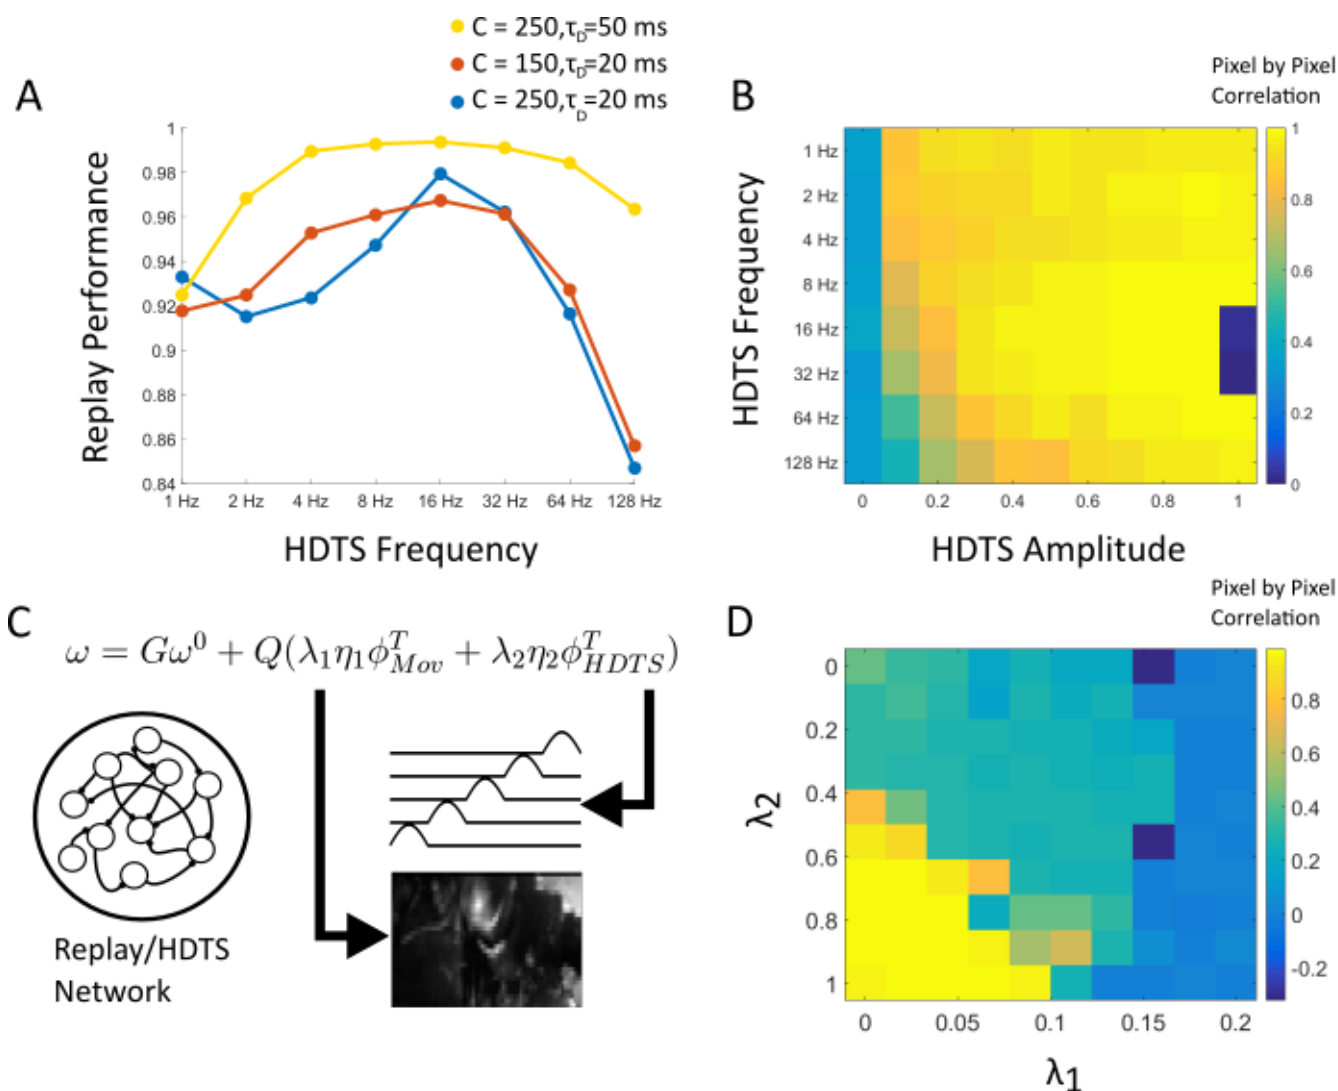 C = 250,τD=50 ms
C = 150,τD=20 ms
C = 250,τD=20 ms
A
Replay Performance
1
0.98
0.96
0.94
0.92
0.9
0.88
0.86
0.84
1 Hz 2 Hz 4 Hz 8 Hz 16 Hz 32 Hz 64 Hz 128 Hz
HDTS Frequency
B
Pixel by Pixel
Correlation
HDTS Frequency
1 Hz
2 Hz
4 Hz
8 Hz
16 Hz
32 Hz
64 Hz
128 Hz
0 0.2 0.4 0.6 0.8 1
HDTS Amplitude
1
0.8
0.6
0.4
0.2
0
C
ω = Gω⁰ + Q(λ₁η₁ϕ^T_Mov + λ₂η₂ϕ^T_HDTS)
Replay/HDTS
Network
D
Pixel by Pixel
Correlation
λ2
0
0.2
0.4
0.6
0.8
1
0 0.05 0.1 0.15 0.2
λ1
0.8
0.6
0.4
0.2
0
-0.2